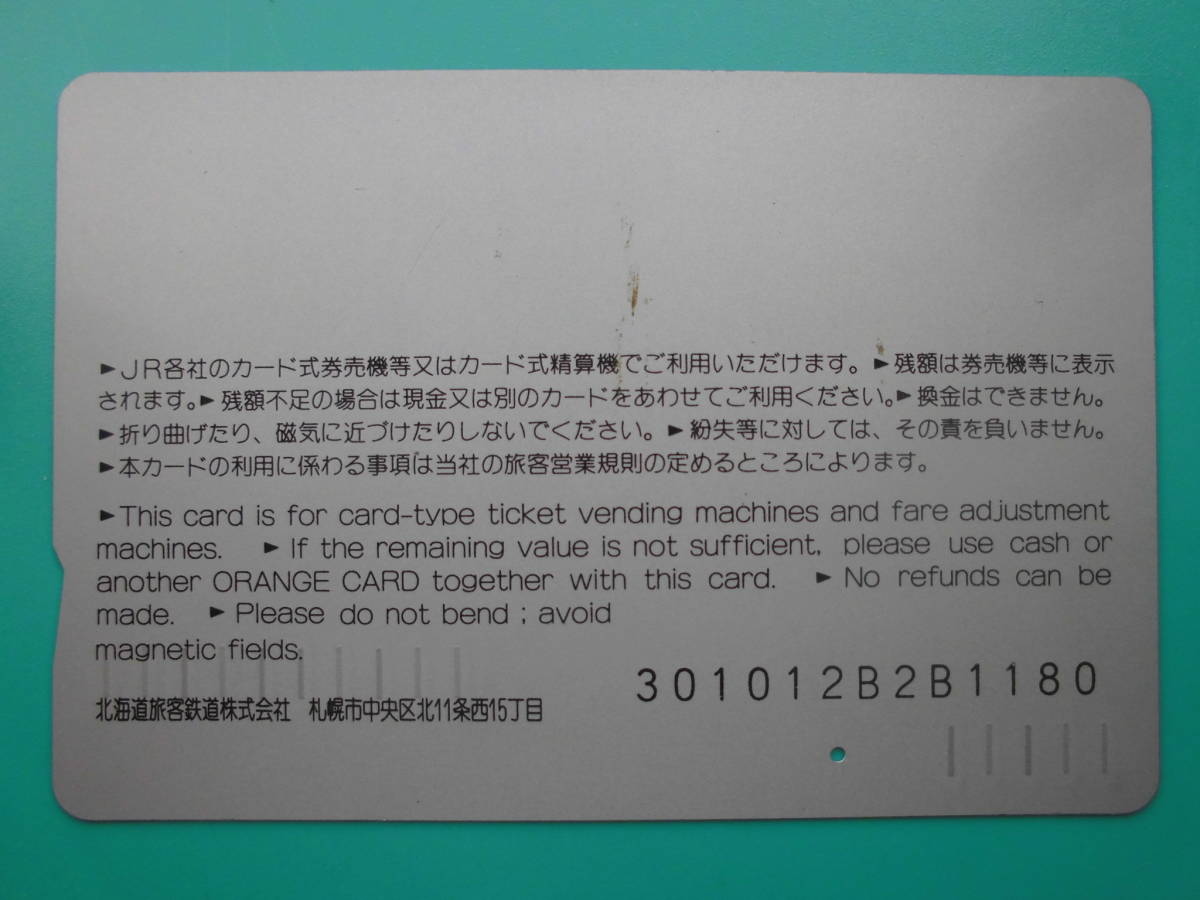 ►JR各社のカード式券売機等又はカード式精算機でご利用いただけます。►残額は券売機等に表示
されます。►残額不足の場合は現金又は別のカードをあわせてご利用ください。►換金はできません。
►折り曲げたり、磁気に近づけたりしないでください。►紛失等に対しては、その責を負いません。
►本カードの利用に係わる事項は当社の旅客営業規則の定めるところによります。
►This card is for card-type ticket vending machines and fare adjustment
machines. ►If the remaining value is not sufficient, please use cash or
another ORANGE CARD together with this card. ►No refunds can be
made. ►Please do not bend ; avoid
magnetic fields.
301012B2B1180
北海道旅客鉄道株式会社 札幌市中央区北11条西15丁目